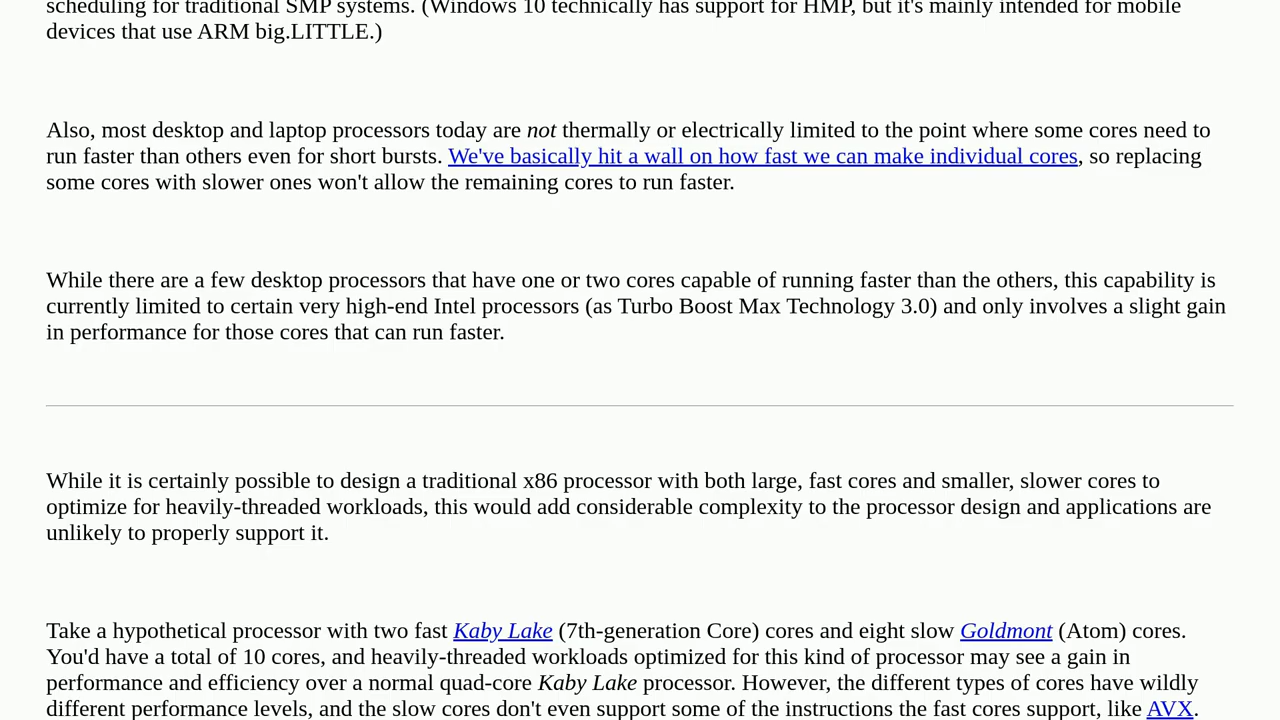 scheduling for traditional SMP systems. (Windows 10 technically has support for HMP, but it's mainly intended for mobile
devices that use ARM big.LITTLE.)
Also, most desktop and laptop processors today are not thermally or electrically limited to the point where some cores need to
run faster than others even for short bursts. We've basically hit a wall on how fast we can make individual cores, so replacing
some cores with slower ones won't allow the remaining cores to run faster.
While there are a few desktop processors that have one or two cores capable of running faster than the others, this capability is
currently limited to certain very high-end Intel processors (as Turbo Boost Max Technology 3.0) and only involves a slight gain
in performance for those cores that can run faster.
While it is certainly possible to design a traditional x86 processor with both large, fast cores and smaller, slower cores to
optimize for heavily-threaded workloads, this would add considerable complexity to the processor design and applications are
unlikely to properly support it.
Take a hypothetical processor with two fast Kaby Lake (7th-generation Core) cores and eight slow Goldmont (Atom) cores.
You'd have a total of 10 cores, and heavily-threaded workloads optimized for this kind of processor may see a gain in
performance and efficiency over a normal quad-core Kaby Lake processor. However, the different types of cores have wildly
different performance levels, and the slow cores don't even support some of the instructions the fast cores support, like AVX.